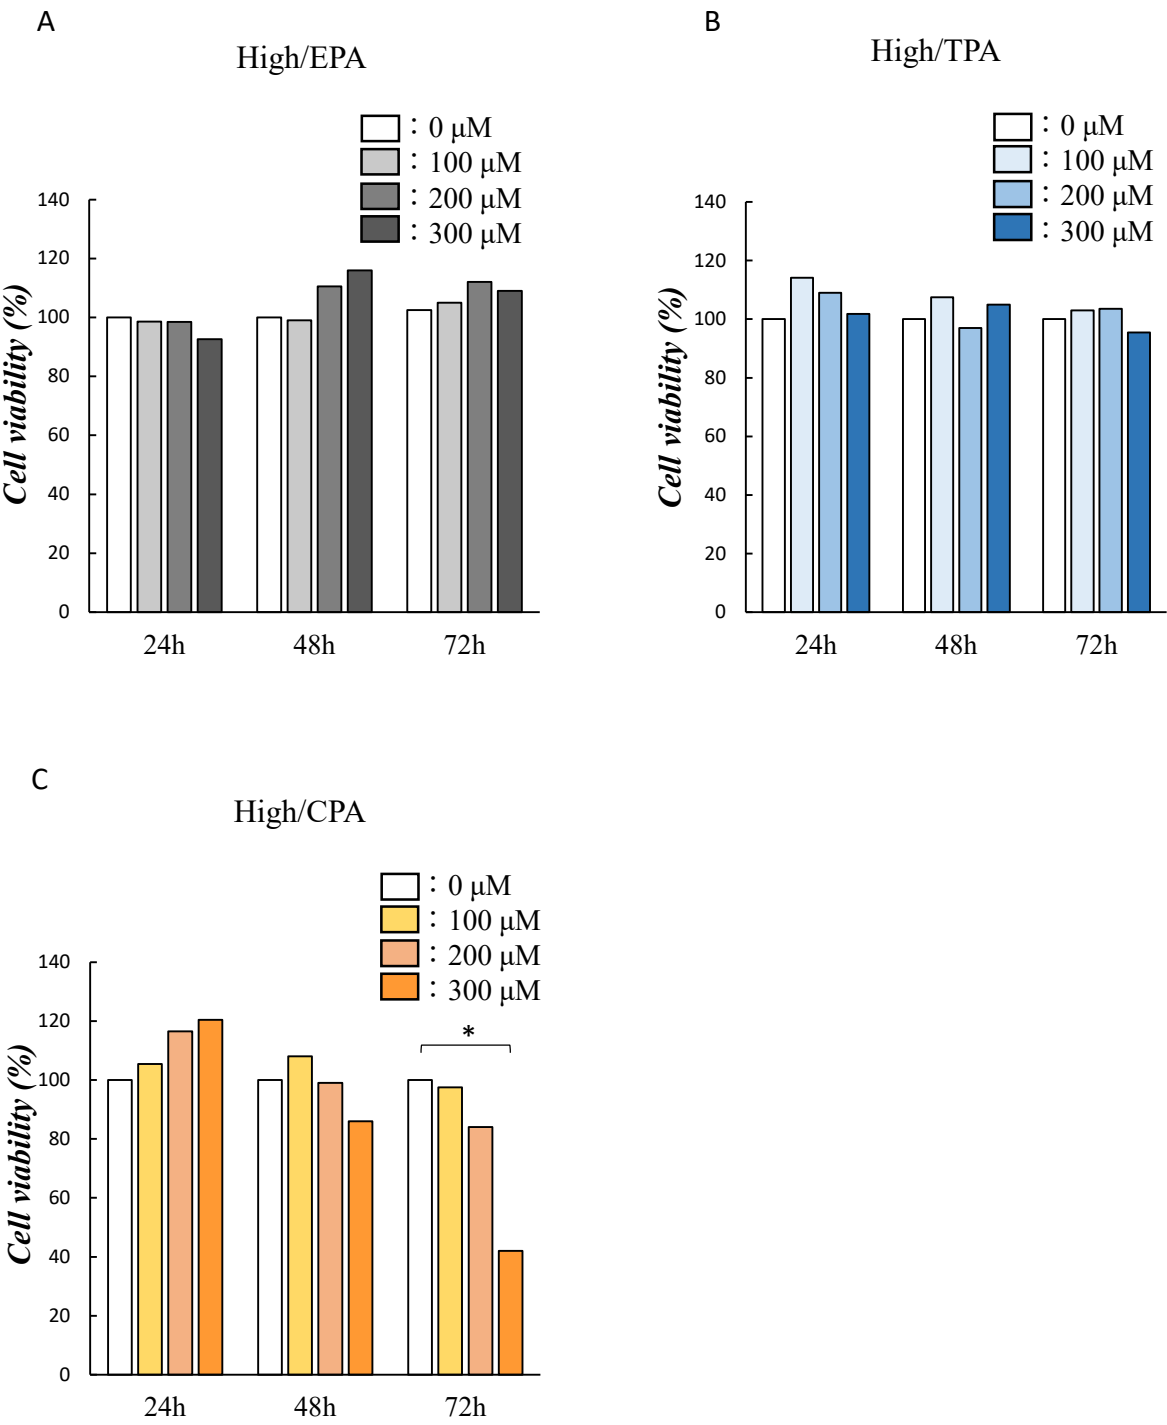 A
High/EPA
: 0 μM
: 100 μM
: 200 μM
: 300 μM
Cell viability (%)
140
120
100
80
60
40
20
0
24h 48h 72h
B
High/TPA
: 0 μM
: 100 μM
: 200 μM
: 300 μM
Cell viability (%)
140
120
100
80
60
40
20
0
24h 48h 72h
C
High/CPA
: 0 μM
: 100 μM
: 200 μM
: 300 μM
*
Cell viability (%)
140
120
100
80
60
40
20
0
24h 48h 72h